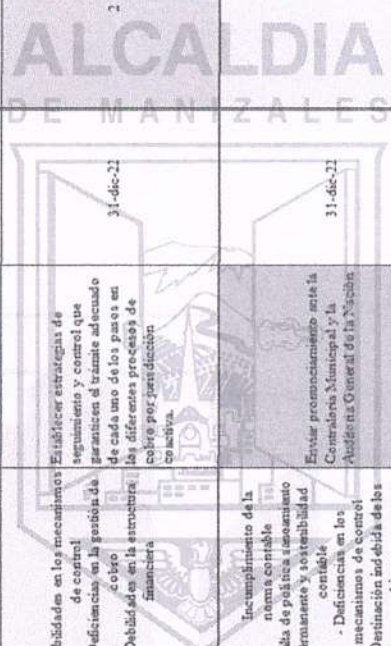 ALCALDIA
DE MANIZALES
2
en los mecanismos
de control
Deficiencias en la gestión de
cobro
Debilidades en la estructura
financiera
Establecer estrategias de
seguimiento y control que
garanticen el trámite adecuado
de cada uno de los pasos en
los diferentes procesos de
cobro por jurisdicción
coactiva.
31-dic-22
Incumplimiento de la
norma contable
de política saneamiento
permanente y sostenibilidad
contable
- Deficiencias en los
mecanismos de control
Destinación indebida de los
Enviar pronunciamiento ante la
Contraloría Municipal y la
Auditoria General de la Nación
31-dic-22